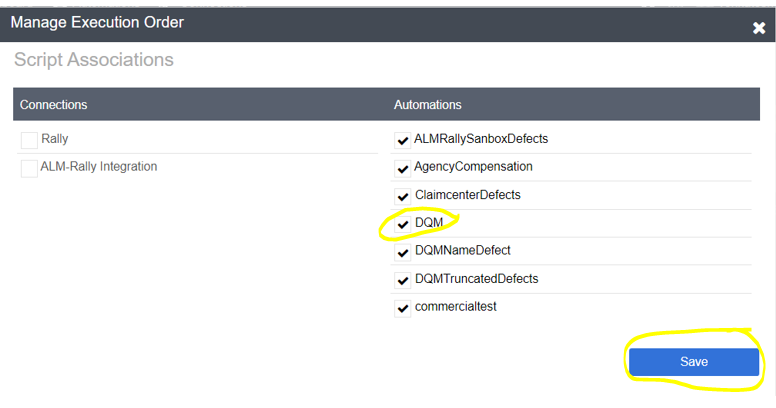 Manage Execution Order
Script Associations
Connections
Automations
Rally
ALMRallySanboxDefects
ALM-Rally Integration
AgencyCompensation
ClaimcenterDefects
DQM
DQMNameDefect
DQMTruncatedDefects
commercialtest
Save